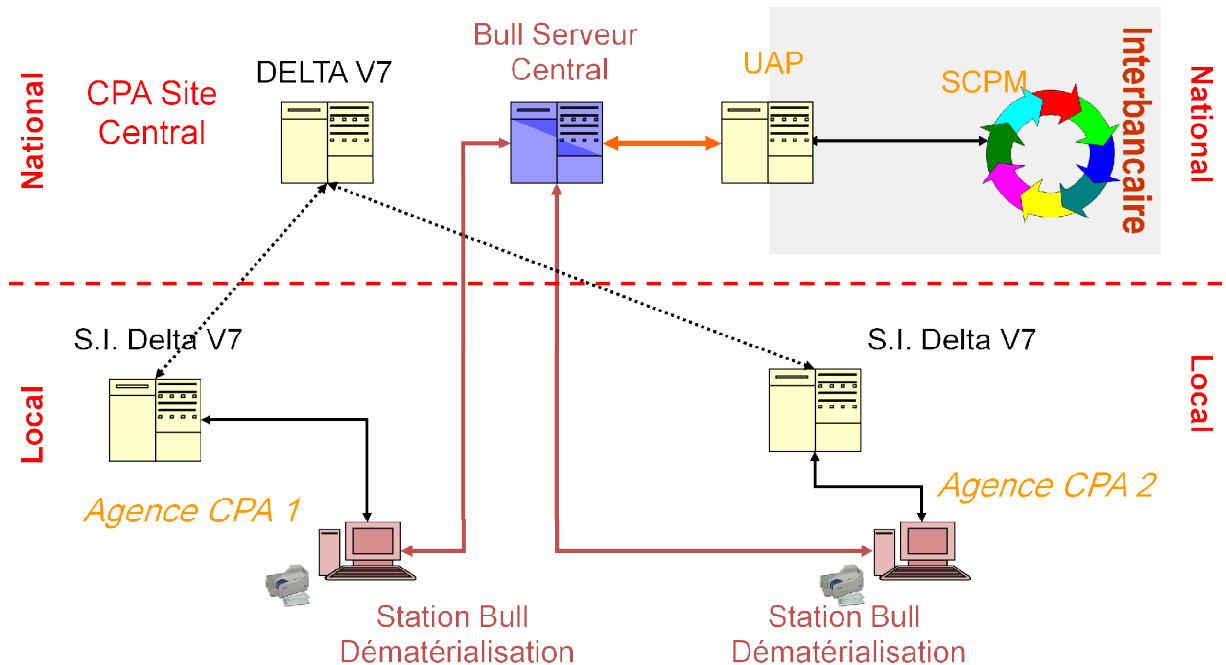 Bull Serveur
Central
DELTA V7
UAP
CPA Site
Central
SCPM
Interbancaire
National
National
S.I. Delta V7
S.I. Delta V7
Local
Local
Agence CPA 1
Agence CPA 2
Station Bull
Dématérialisation
Station Bull
Dématérialisation